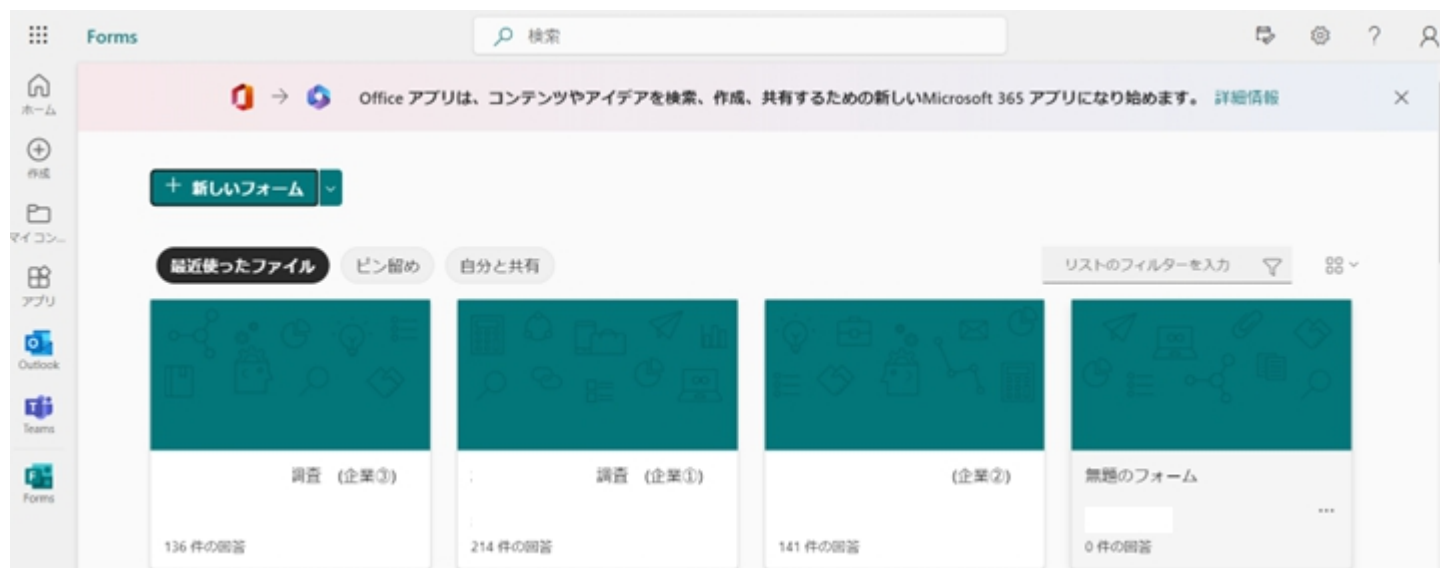 Forms
検索
ホーム
Office アプリは、コンテンツやアイデアを検索、作成、共有するための新しいMicrosoft 365 アプリになり始めます。 詳細情報
作成
+ 新しいフォーム
マイ コン...
最近使ったファイル ピン留め 自分と共有 リストのフィルターを入力
アプリ
Outlook
Teams
Forms
調査 (企業③)
136 件の回答
調査 (企業①)
214 件の回答
(企業②)
141 件の回答
無題のフォーム
0 件の回答